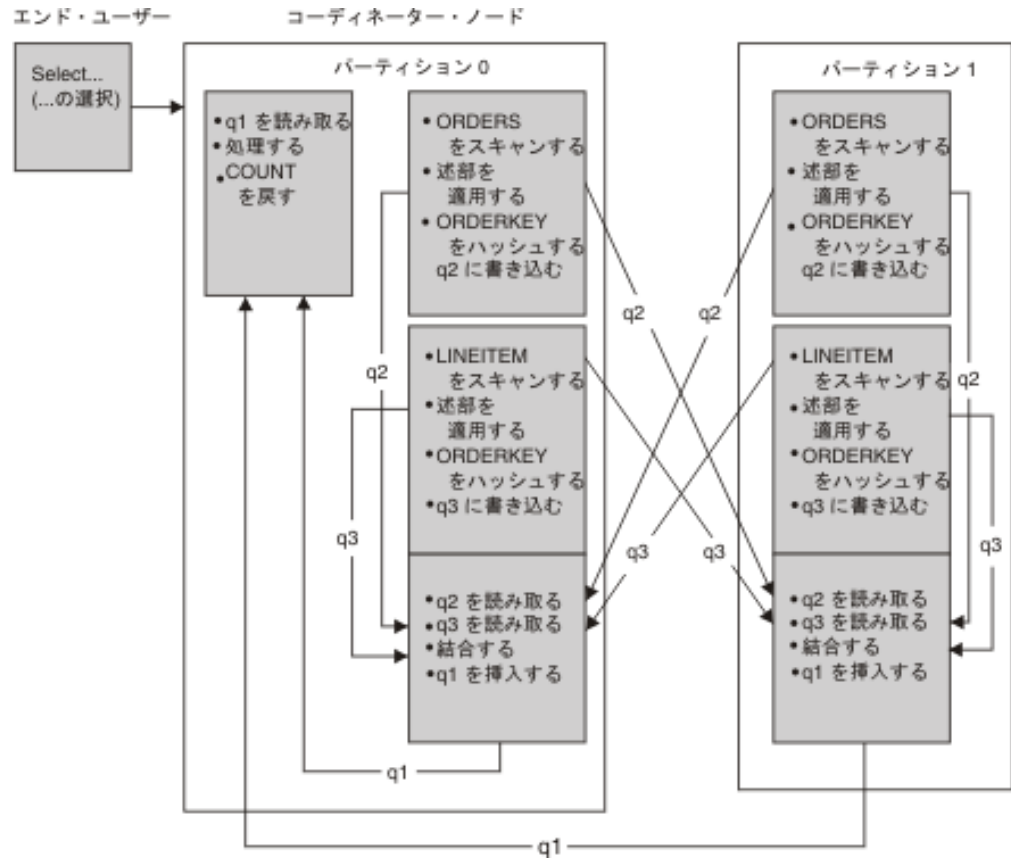 エンド・ユーザー
コーディネーター・ノード
Select...
(...の選択)
パーティション 0
•q1 を読み取る
•処理する
•COUNT
を戻す
• ORDERS
をスキャンする
• 述部を
適用する
• ORDERKEY
をハッシュする
q2 に書き込む
•LINEITEM
をスキャンする
•述部を
適用する
•ORDERKEY
をハッシュする
•q3 に書き込む
•q2 を読み取る
•q3 を読み取る
•結合する
•q1 を挿入する
q2
q3
q1
q2
q2
q3
q3
パーティション 1
•ORDERS
をスキャンする
• 述部を
適用する
• ORDERKEY
をハッシュする
q2 に書き込む
•LINEITEM
をスキャンする
•述部を
適用する
•ORDERKEY
をハッシュする
•q3 に書き込む
•q2 を読み取る
•q3 を読み取る
•結合する
•q1 を挿入する
q2
q3
q1